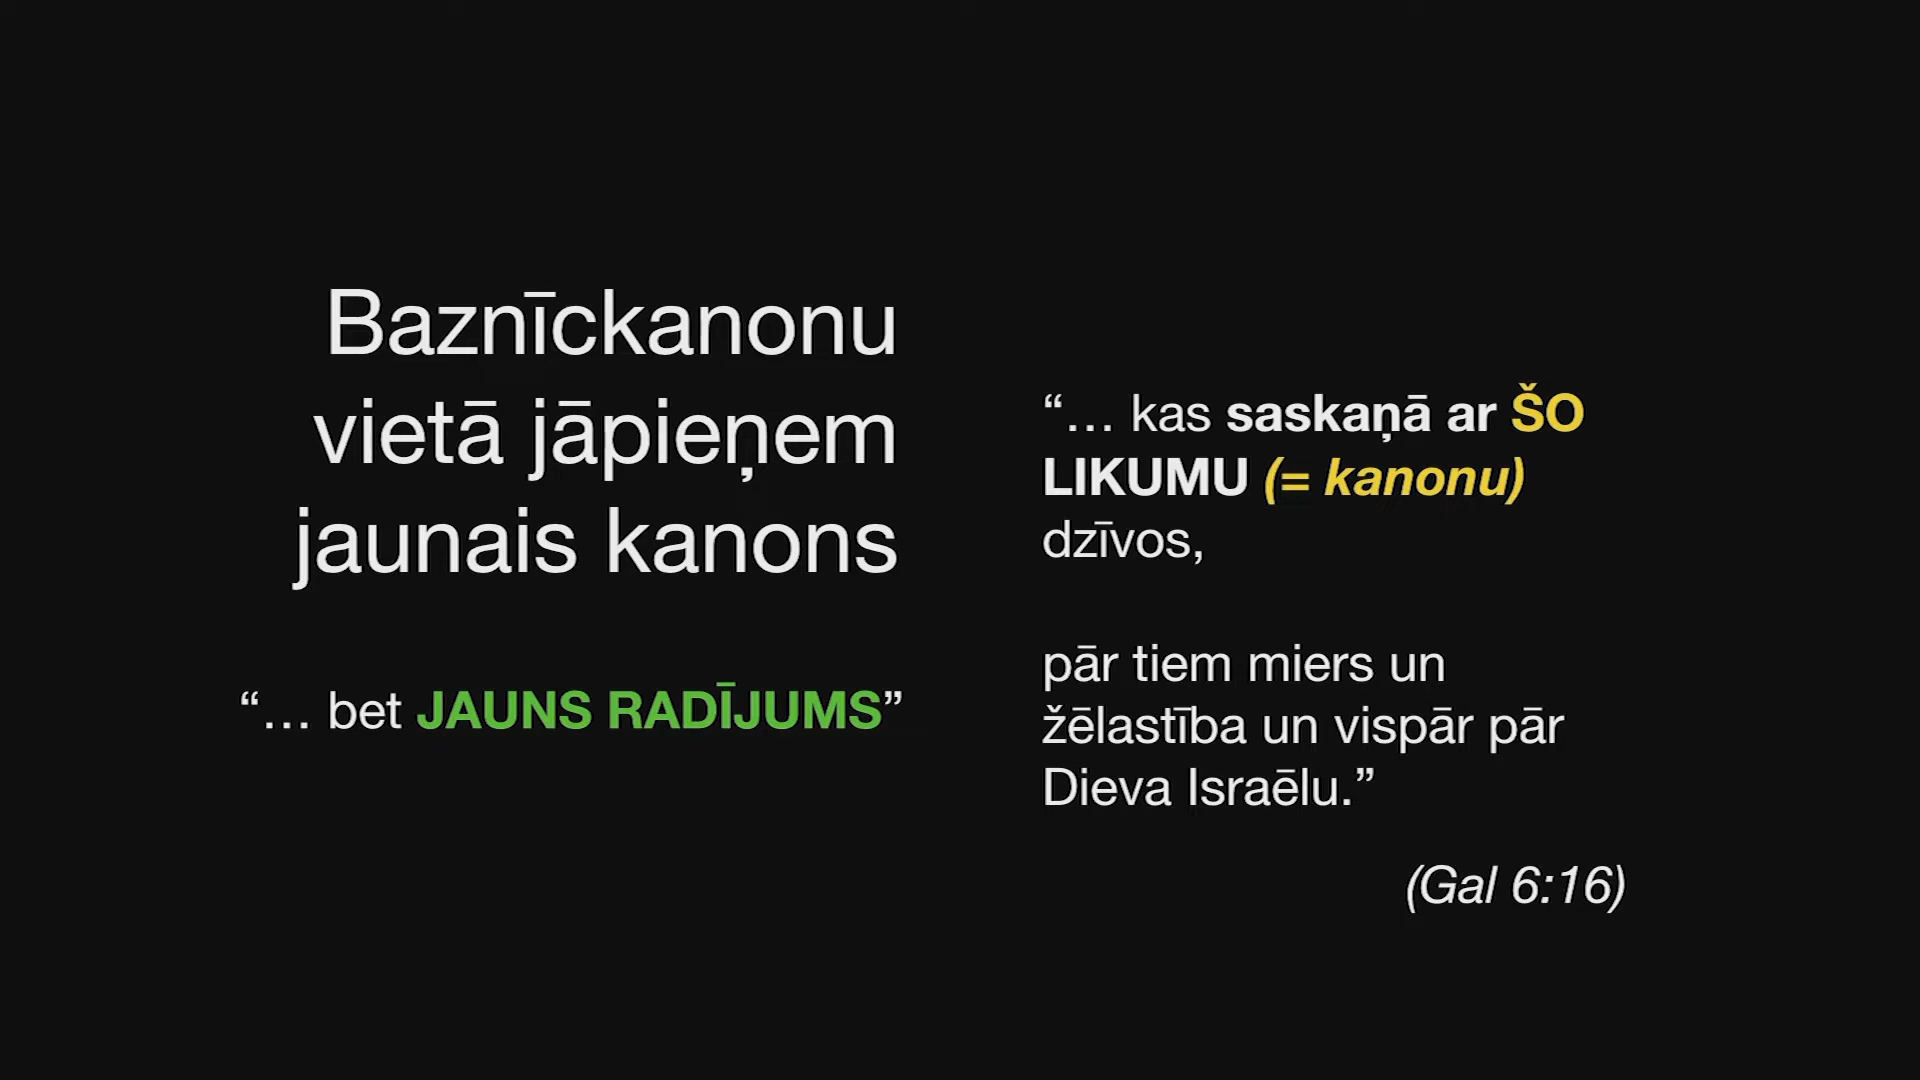 Baznīckanonu
vietā jāpieņem
jaunais kanons
“… bet JAUNS RADĪJUMS”
“… kas saskaņā ar ŠO
LIKUMU (= kanonu)
dzīvos,
pār tiem miers un
žēlastība un vispār pār
Dieva Israēlu.”
(Gal 6:16)